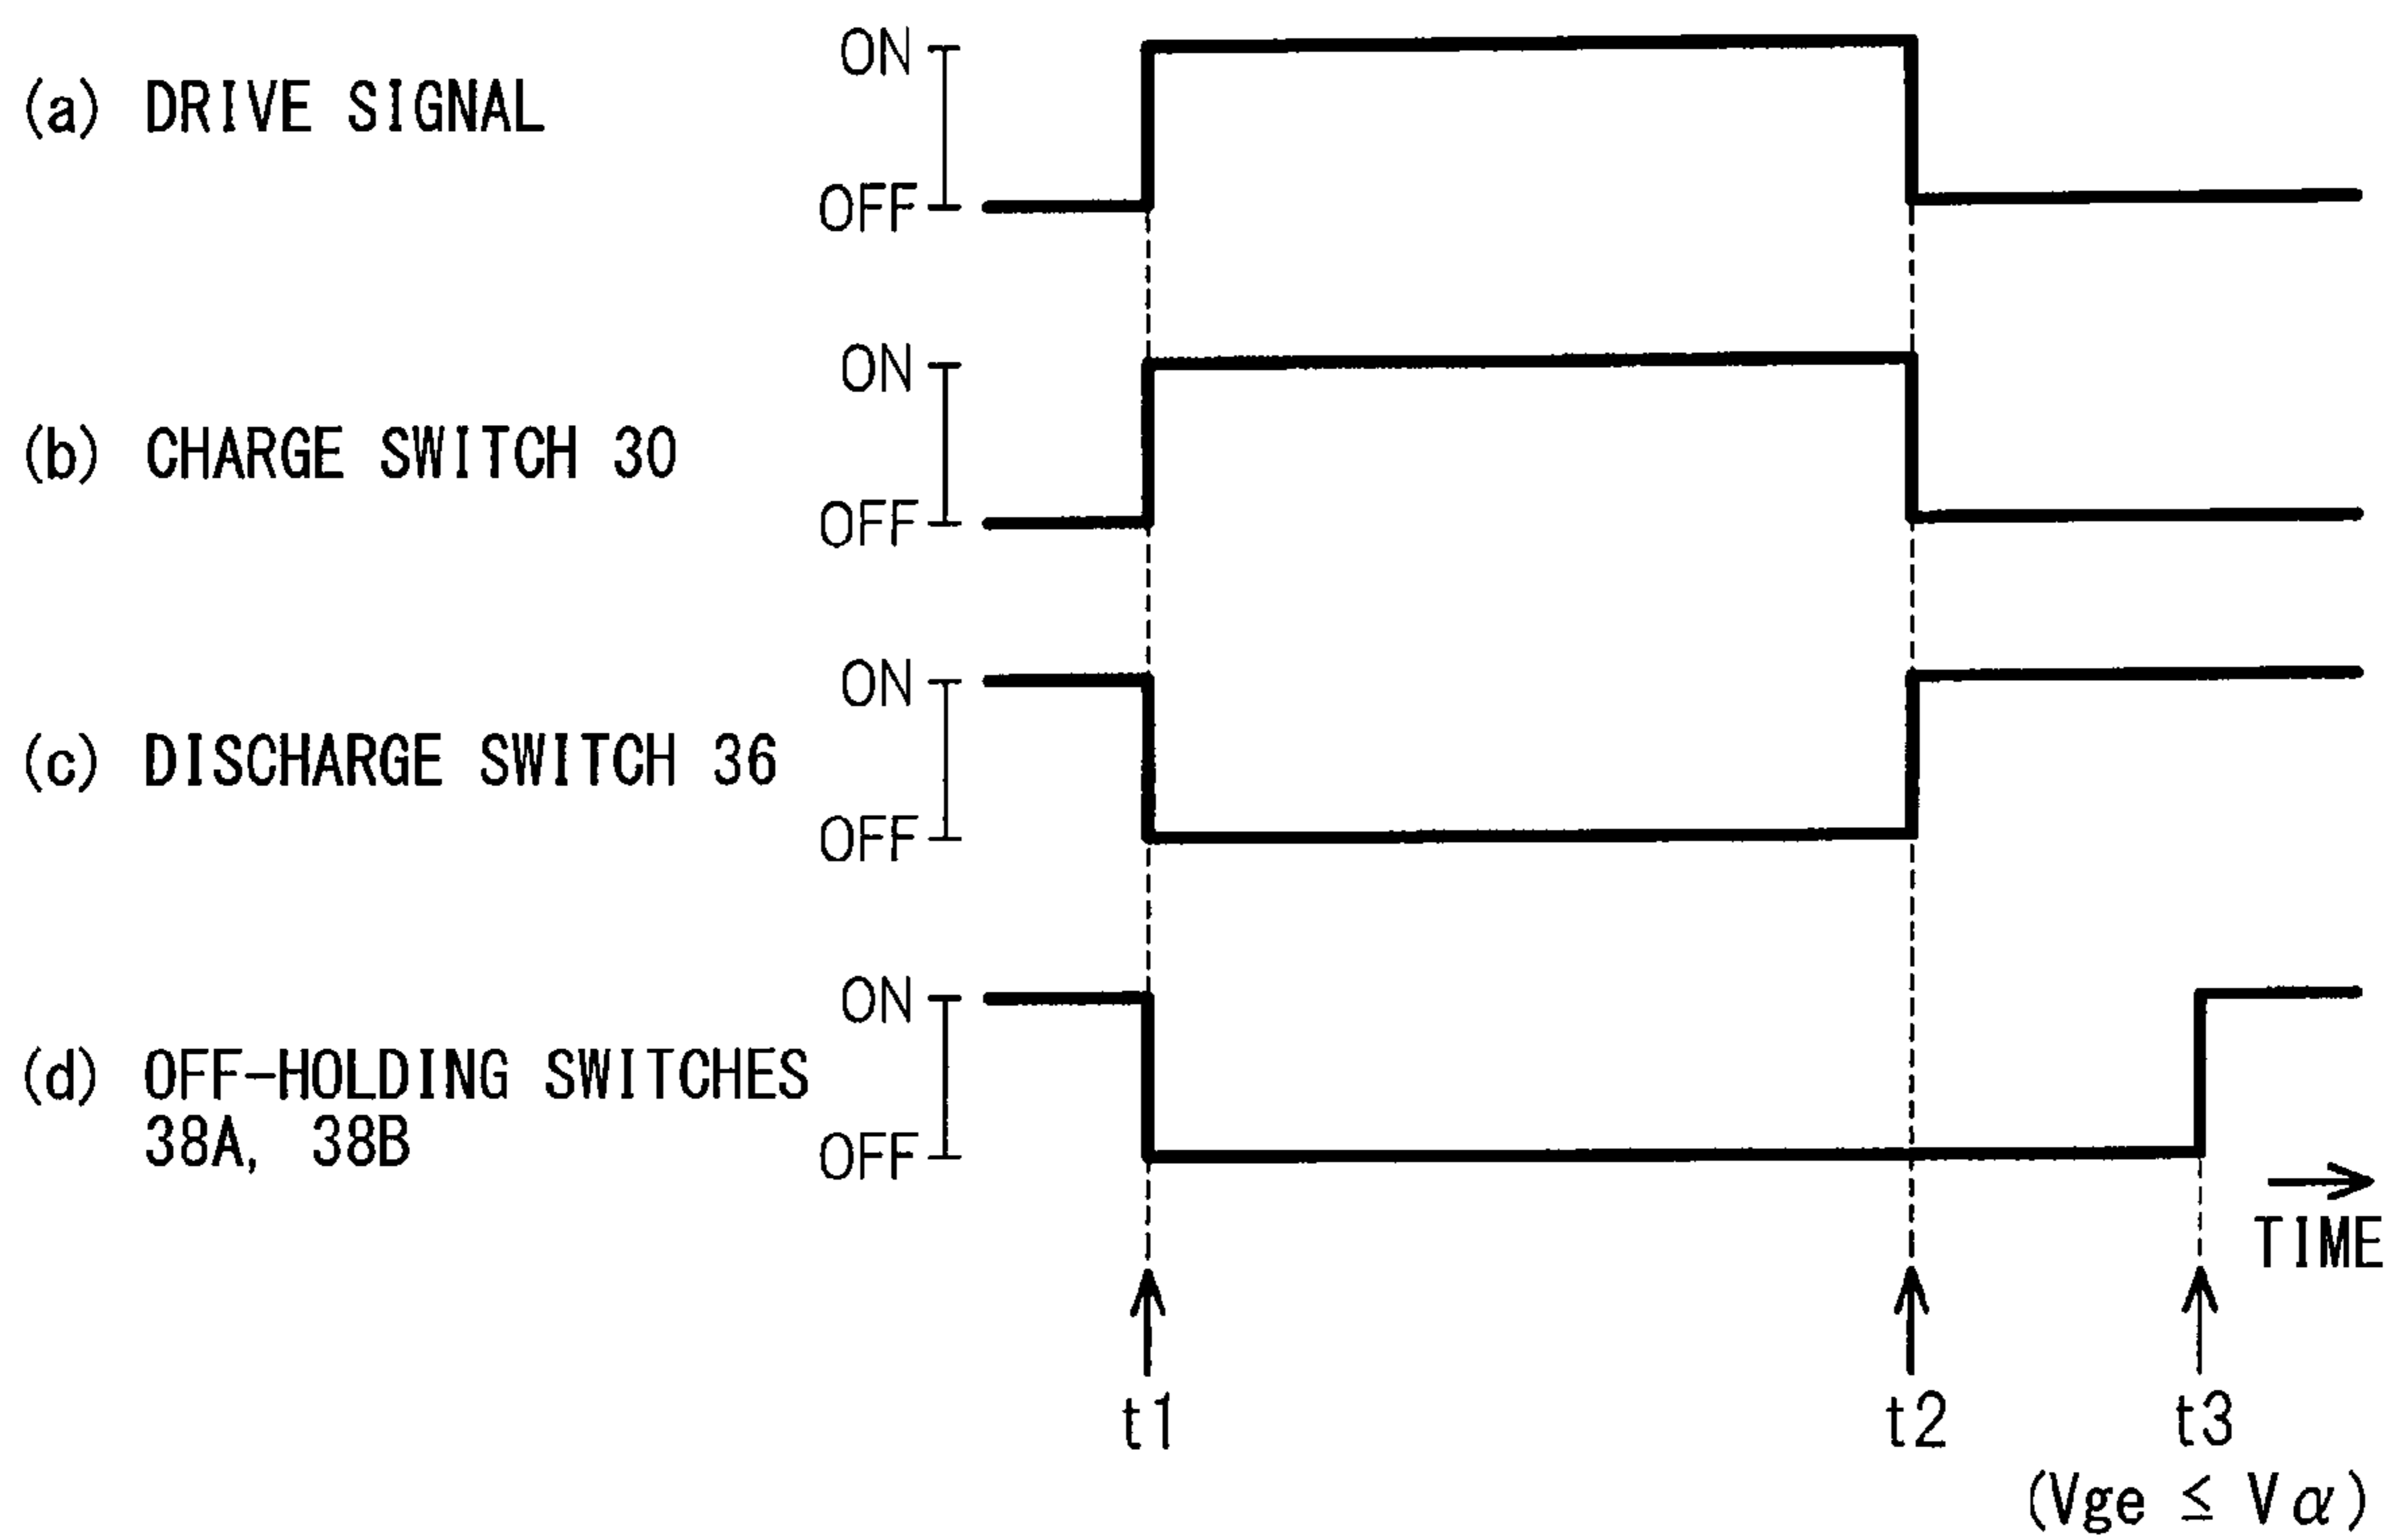 ON
(a) DRIVE SIGNAL
OFF
ON
(b) CHARGE SWITCH 30
OFF
ON
(c) DISCHARGE SWITCH 36
OFF
ON
(d) OFF-HOLDING SWITCHES
38A, 38B
OFF
TIME
t1
t2
t3
(Vge ≤ Vα)